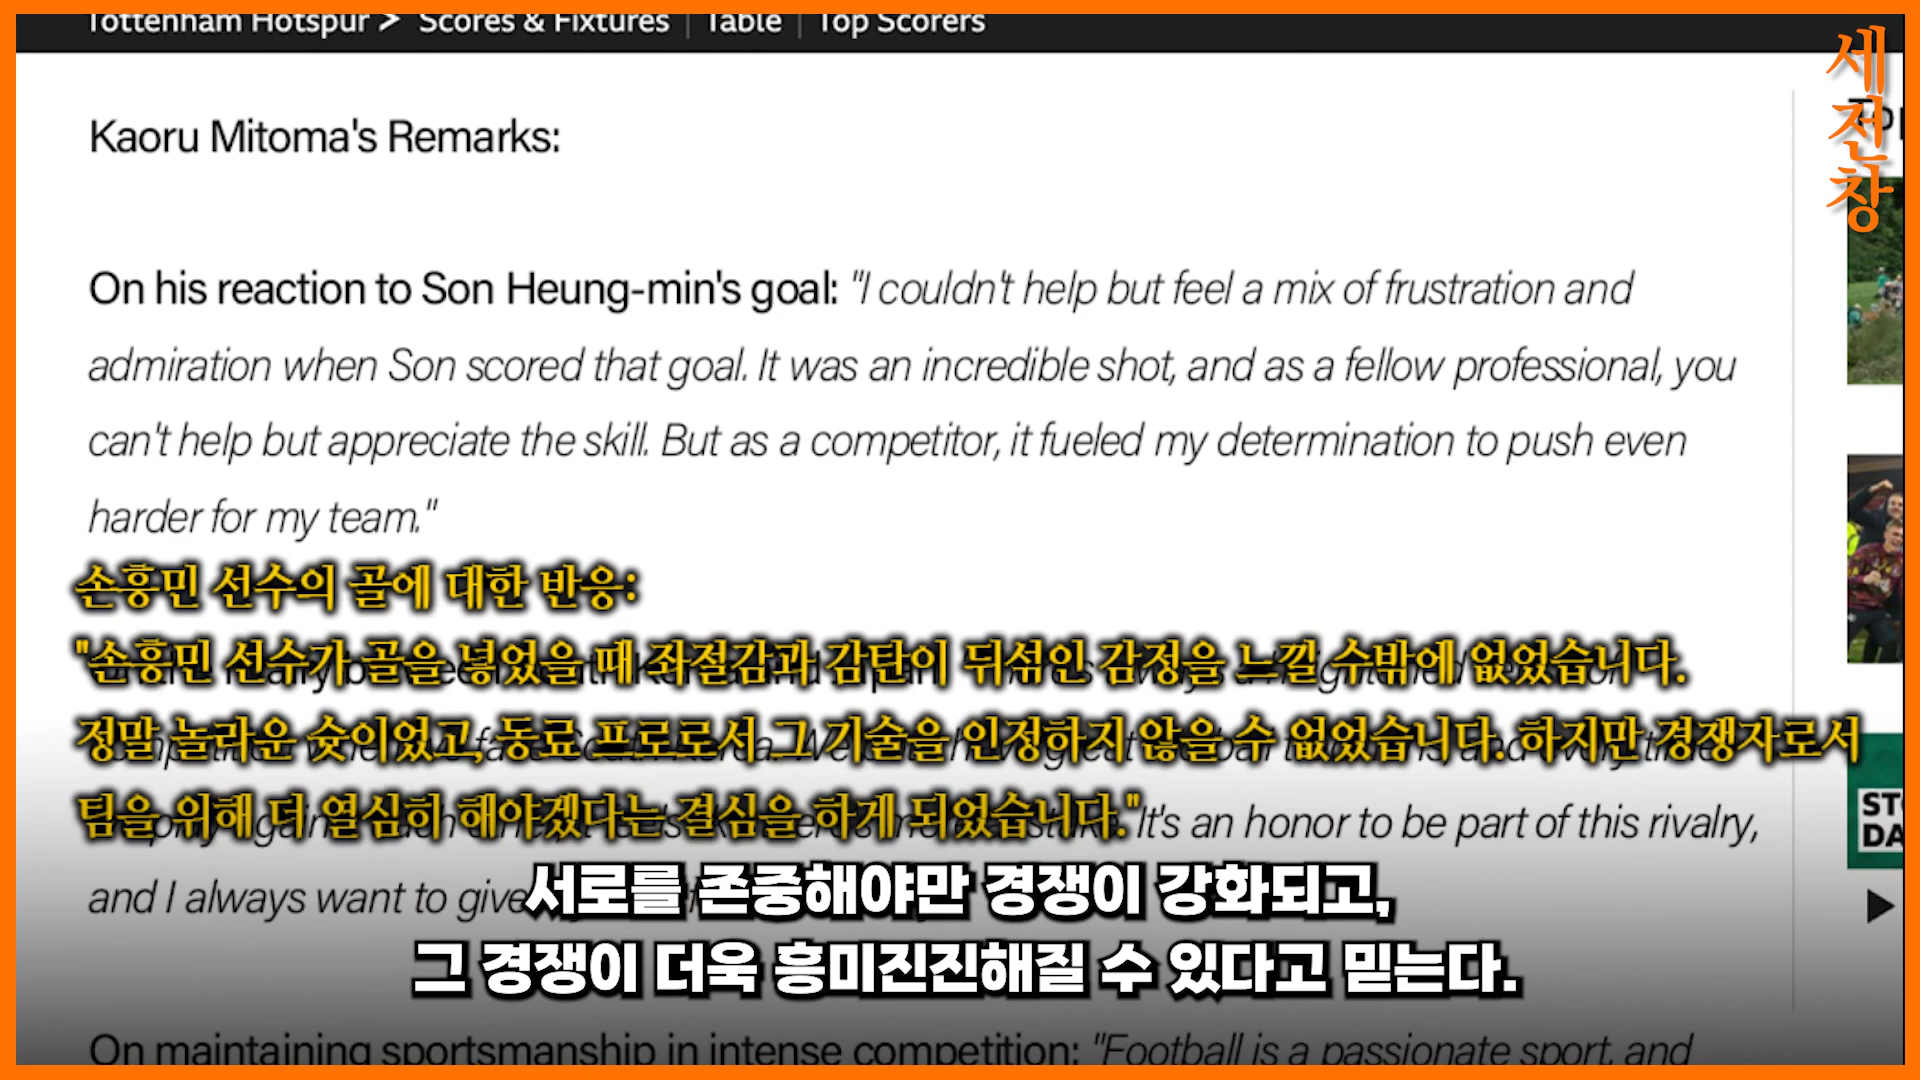 Tottenham Hotspur > Scores & Fixtures | Table | Top Scorers
세전창
Kaoru Mitoma's Remarks:
On his reaction to Son Heung-min's goal: "I couldn't help but feel a mix of frustration and
admiration when Son scored that goal. It was an incredible shot, and as a fellow professional, you
can't help but appreciate the skill. But as a competitor, it fueled my determination to push even
harder for my team."
손흥민 선수의 골에 대한 반응:
"손흥민 선수가 골을 넣었을 때 좌절감과 감탄이 뒤섞인 감정을 느낄 수밖에 없었습니다.
정말 놀라운 슛이었고, 동료 프로로서 그 기술을 인정하지 않을 수 없었습니다. 하지만 경쟁자로서
팀을 위해 더 열심히 해야겠다는 결심을 하게 되었습니다."
It's an honor to be part of this rivalry,
and I always want to give
서로를 존중해야만 경쟁이 강화되고,
그 경쟁이 더욱 흥미진진해질 수 있다고 믿는다.
On maintaining sportsmanship in intense competition: "Football is a passionate sport, and